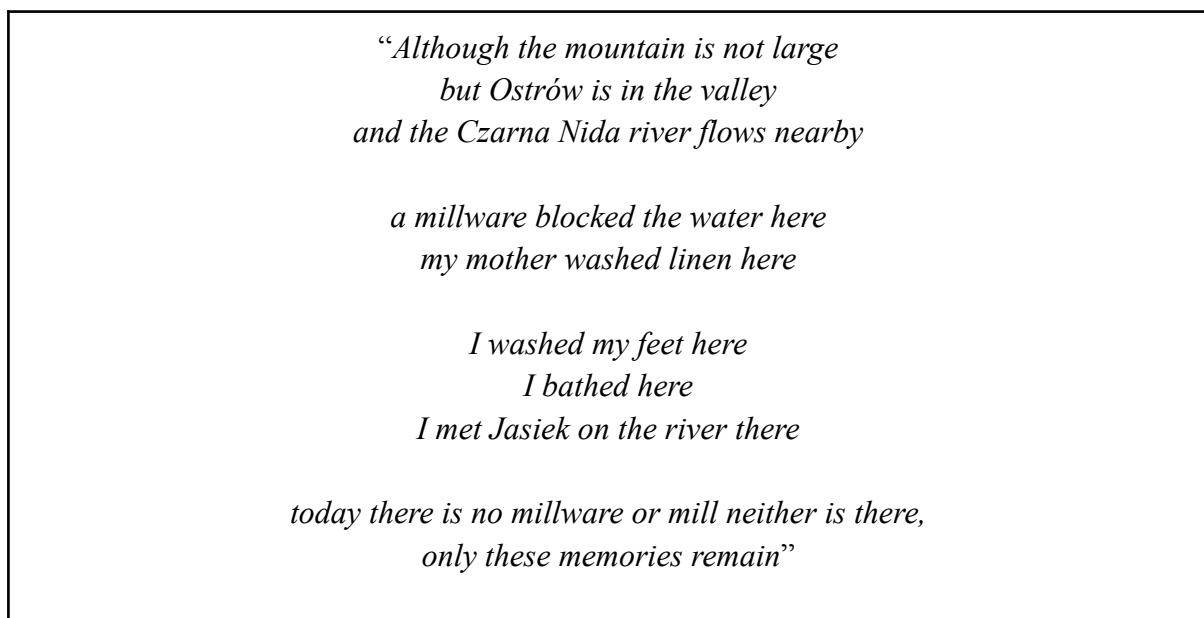 “Although the mountain is not large
but Ostrów is in the valley
and the Czarna Nida river flows nearby
a millware blocked the water here
my mother washed linen here
I washed my feet here
I bathed here
I met Jasiek on the river there
today there is no millware or mill neither is there,
only these memories remain”